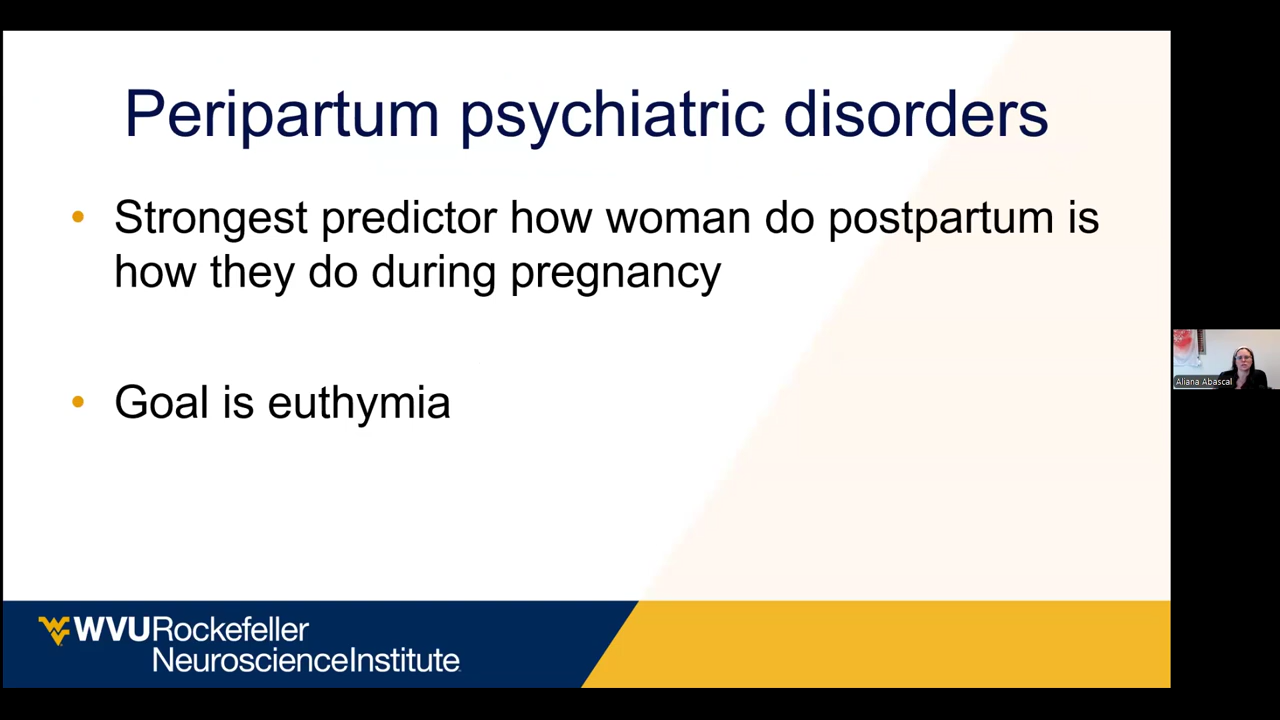 Peripartum psychiatric disorders
• Strongest predictor how woman do postpartum is
how they do during pregnancy
• Goal is euthymia
Aliana Abascal
WVURockefeller
NeuroscienceInstitute